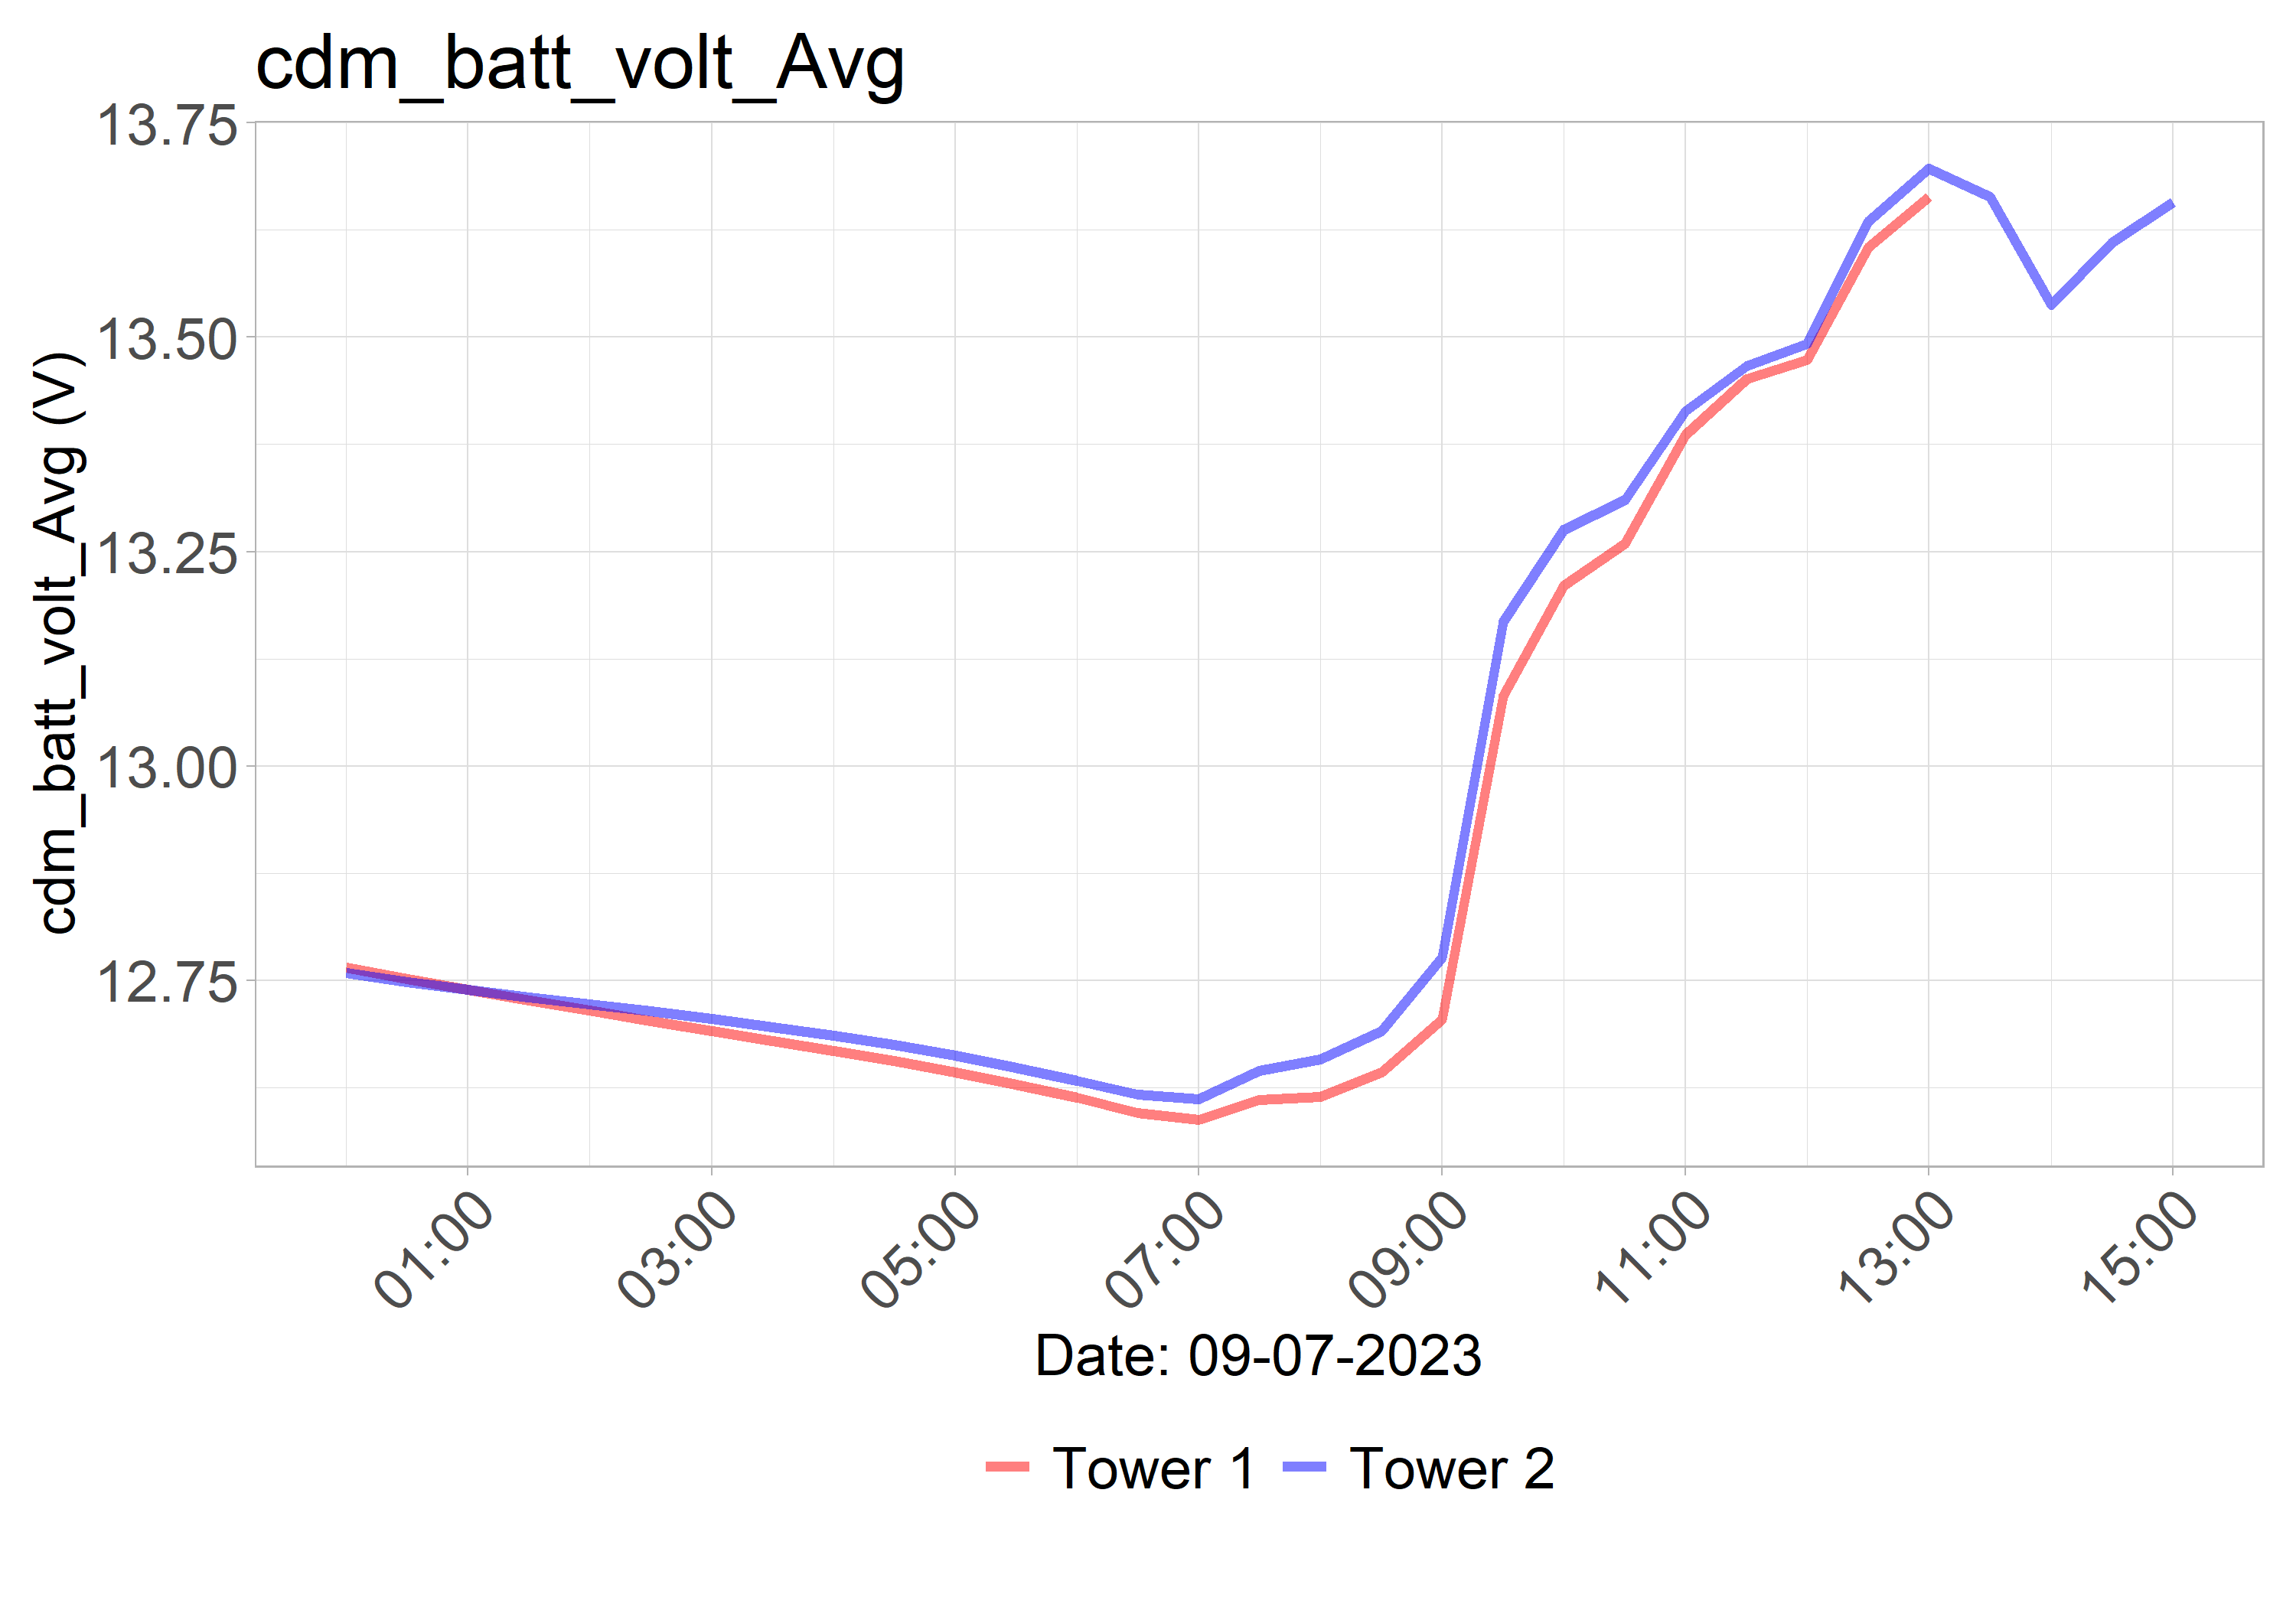 cdm_batt_volt_Avg
cdm_batt_volt_Avg (V)
13.75
13.50
13.25
13.00
12.75
01:00
03:00
05:00
07:00
09:00
11:00
13:00
15:00
Date: 09-07-2023
Tower 1
Tower 2